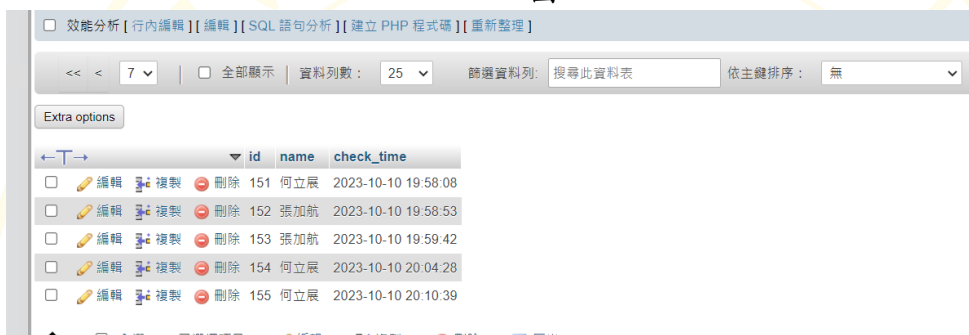 效能分析 [ 行內編輯 ] [ 編輯 ] [ SQL 語句分析 ] [ 建立 PHP 程式碼 ] [ 重新整理 ]
<< < 7 | 全部顯示 | 資料列數： 25 篩選資料列: 搜尋此資料表 依主鍵排序： 無
Extra options
←T→ id name check_time
編輯 複製 刪除 151 何立展 2023-10-10 19:58:08
編輯 複製 刪除 152 張加航 2023-10-10 19:58:53
編輯 複製 刪除 153 張加航 2023-10-10 19:59:42
編輯 複製 刪除 154 何立展 2023-10-10 20:04:28
編輯 複製 刪除 155 何立展 2023-10-10 20:10:39